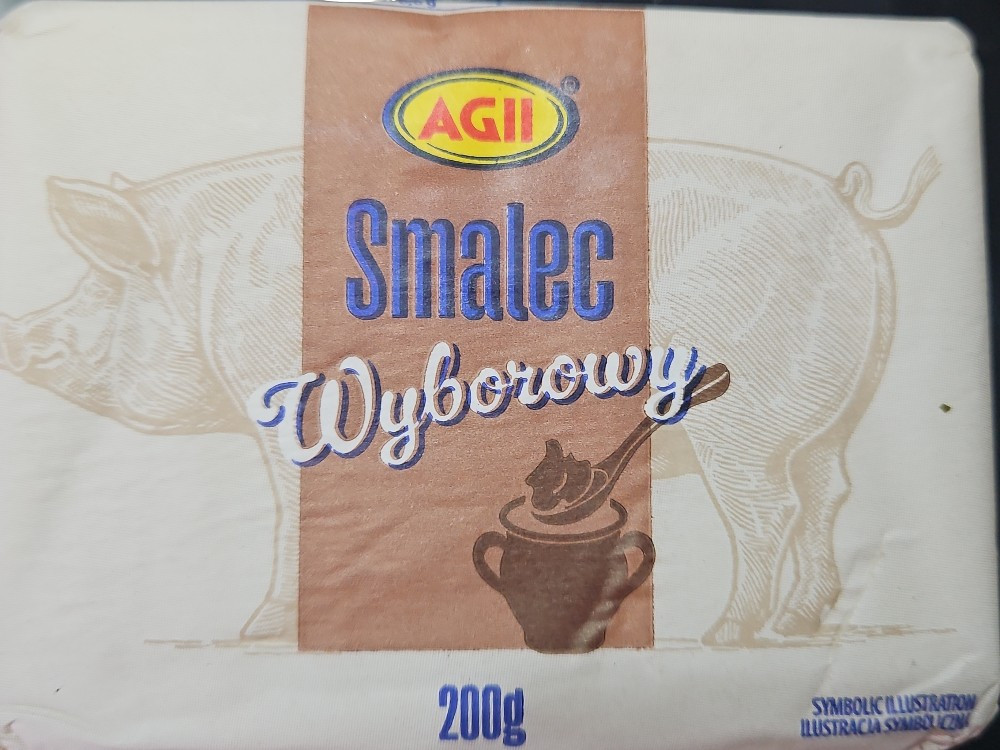 AGII®
Smalec
Wyborowy
200g
SYMBOLIC ILLUSTRATION
ILUSTRACJA SYMBOLICZNA